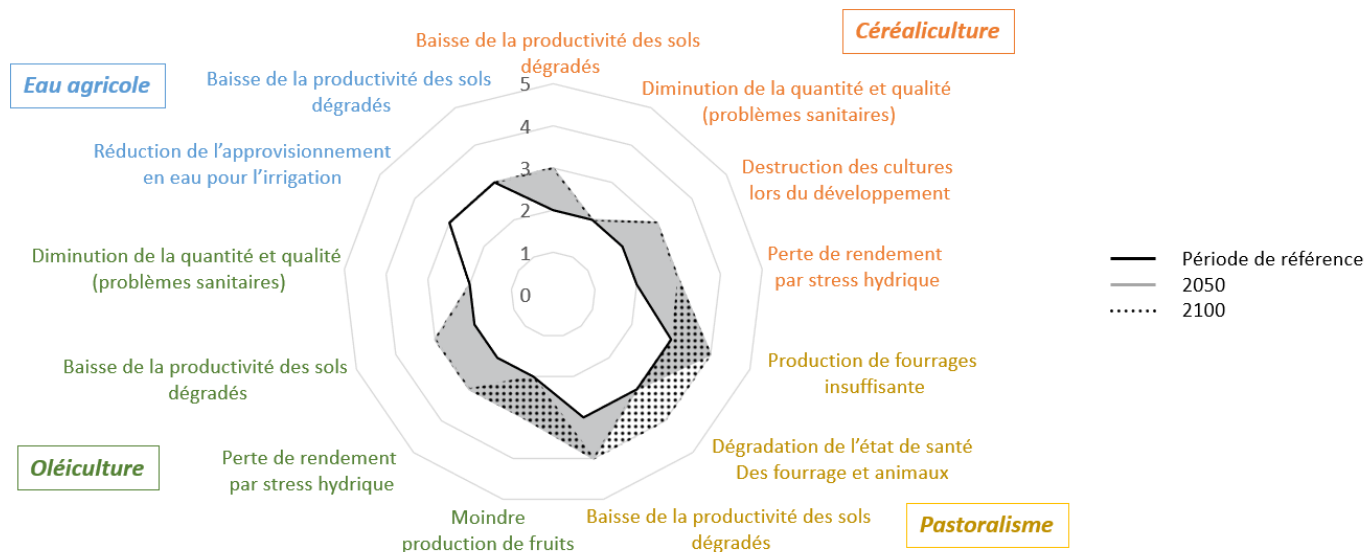 Céréaliculture
Baisse de la productivité des sols
dégradés
Eau agricole
Baisse de la productivité des sols
dégradés
Diminution de la quantité et qualité
(problèmes sanitaires)
Réduction de l'approvisionnement
en eau pour l'irrigation
Destruction des cultures
lors du développement
5
4
3
2
1
0
Diminution de la quantité et qualité
(problèmes sanitaires)
Perte de rendement
par stress hydrique
Période de référence
2050
2100
Baisse de la productivité des sols
dégradés
Production de fourrages
insuffisante
Oléiculture
Perte de rendement
par stress hydrique
Dégradation de l'état de santé
Des fourrage et animaux
Moindre
production de fruits
Baisse de la productivité des sols
dégradés
Pastoralisme